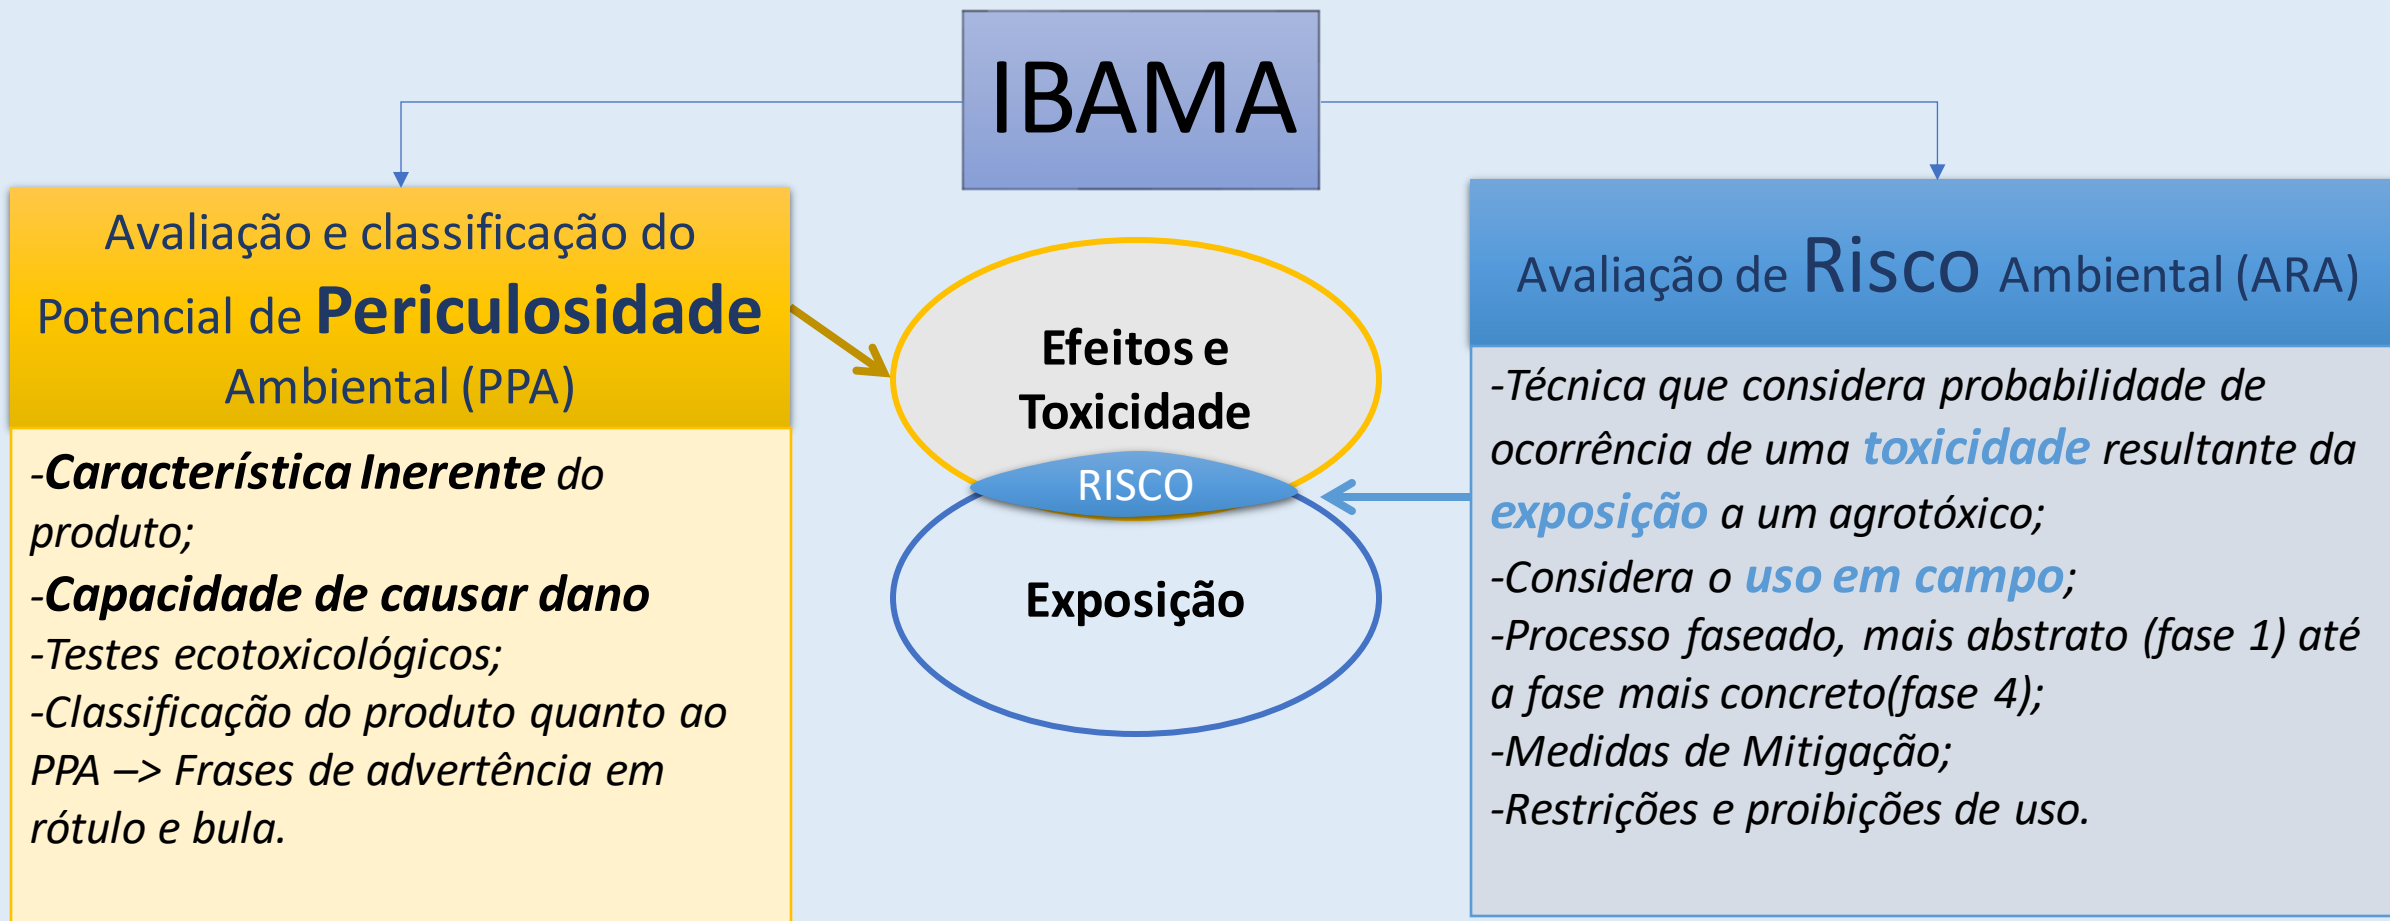 IBAMA
Avaliação e classificação do
Potencial de Periculosidade
Ambiental (PPA)
-Característica Inerente do
produto;
-Capacidade de causar dano
-Testes ecotoxicológicos;
-Classificação do produto quanto ao
PPA –> Frases de advertência em
rótulo e bula.
Efeitos e
Toxicidade
RISCO
Exposição
Avaliação de Risco Ambiental (ARA)
-Técnica que considera probabilidade de
ocorrência de uma toxicidade resultante da
exposição a um agrotóxico;
-Considera o uso em campo;
-Processo faseado, mais abstrato (fase 1) até
a fase mais concreto(fase 4);
-Medidas de Mitigação;
-Restrições e proibições de uso.